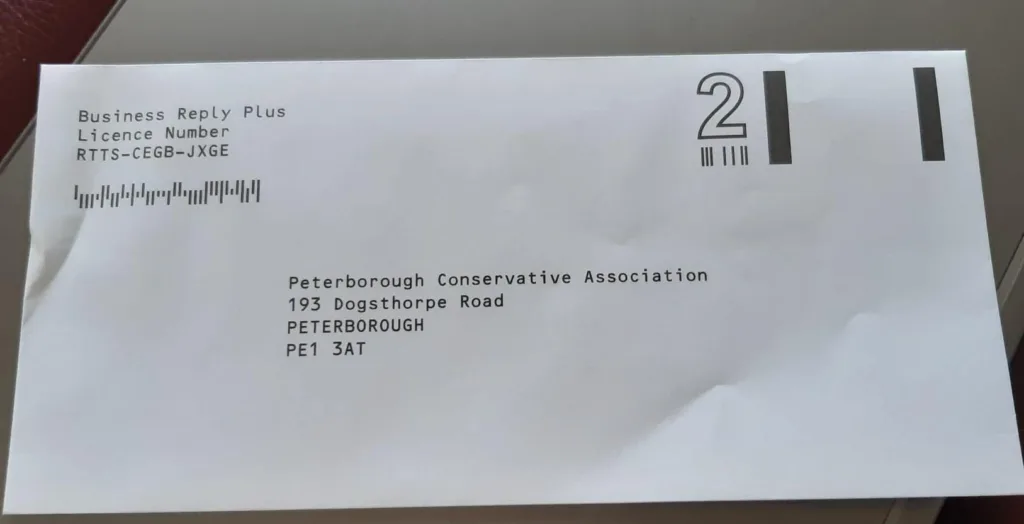 Business Reply Plus
Licence Number
RTTS-CEGB-JXGE
2
Peterborough Conservative Association
193 Dogsthorpe Road
PETERBOROUGH
PE1 3AT